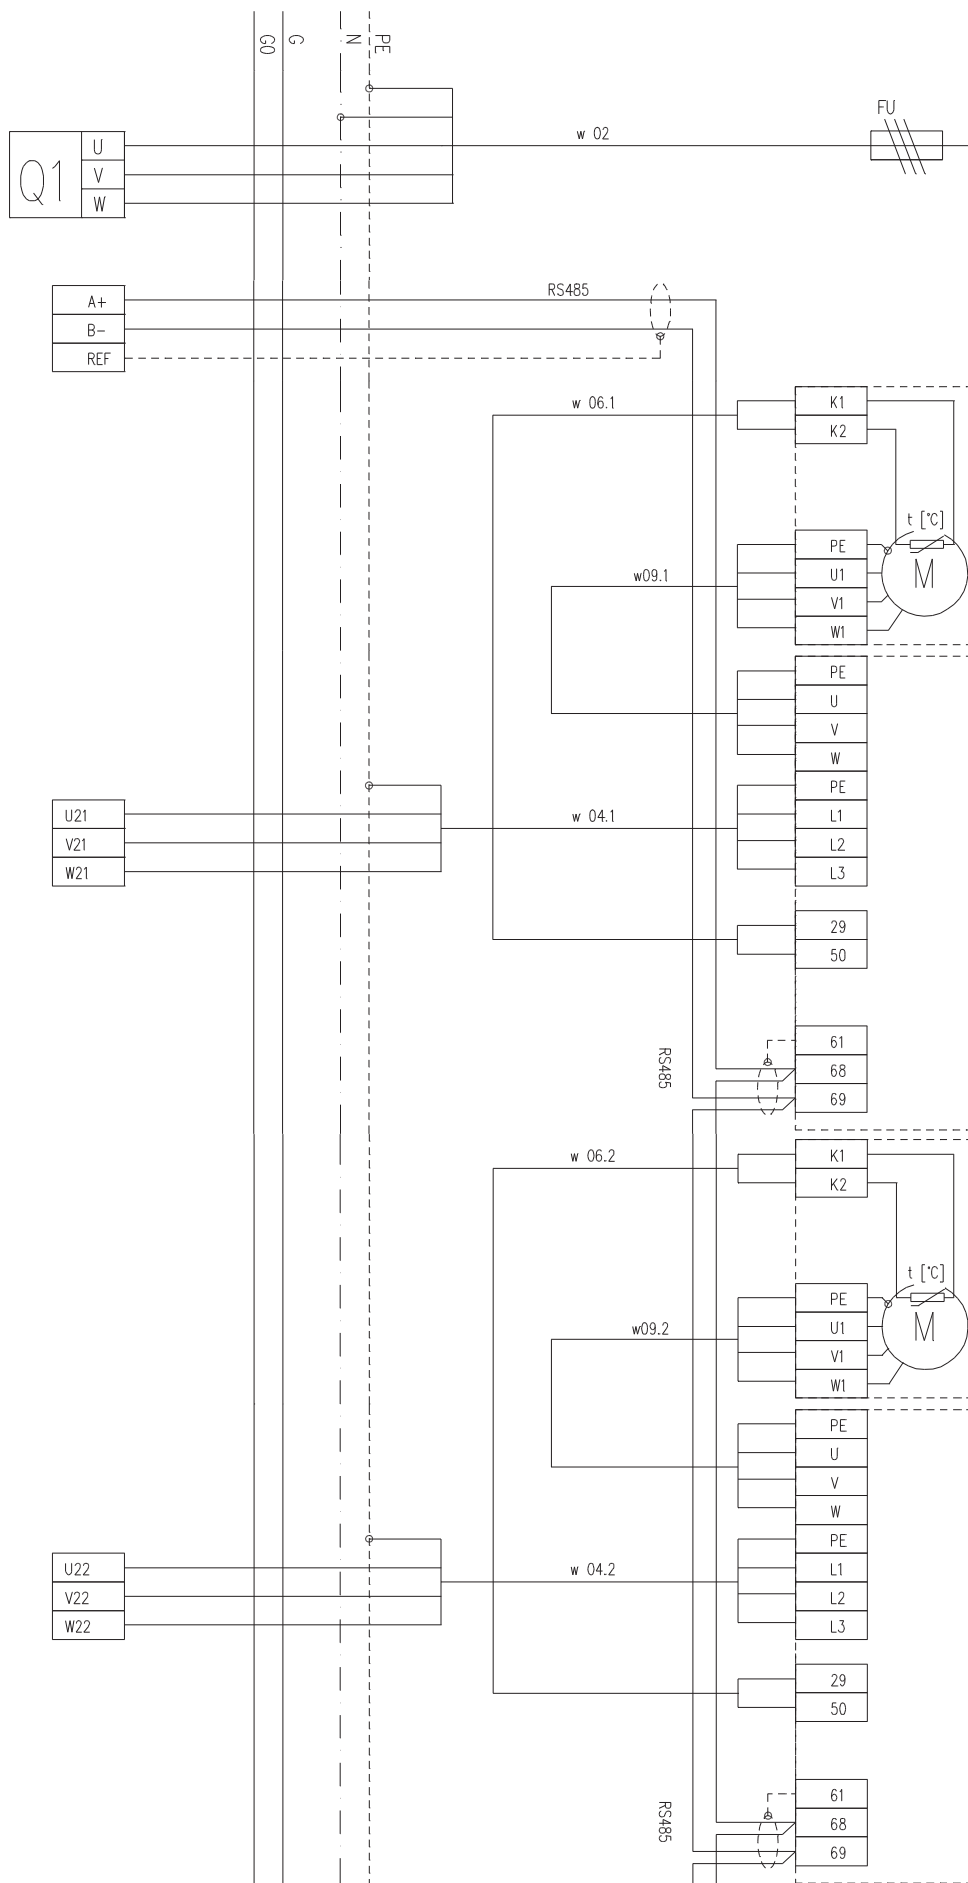 G0
G
N
PE
FU
w 02
Q1
U
V
W
RS485
A+
B-
REF
w 06.1
K1
K2
t [°C]
M
PE
U1
V1
W1
w09.1
PE
U
V
W
PE
L1
L2
L3
w 04.1
U21
V21
W21
29
50
61
68
69
RS485
w 06.2
K1
K2
t [°C]
M
PE
U1
V1
W1
w09.2
PE
U
V
W
PE
L1
L2
L3
w 04.2
U22
V22
W22
29
50
61
68
69
RS485